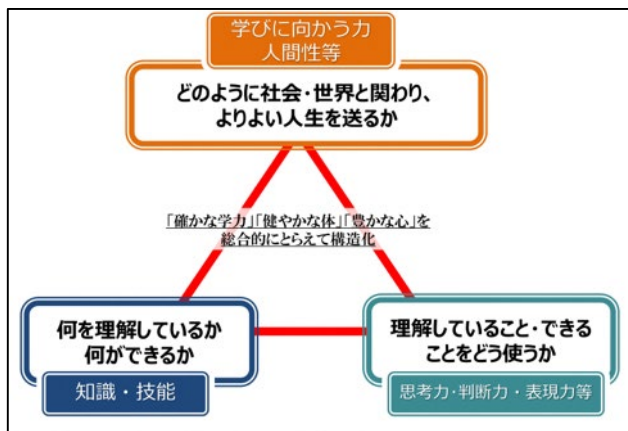 学びに向かう力
人間性等
どのように社会・世界と関わり、
よりよい人生を送るか
「確かな学力」「健やかな体」「豊かな心」を
総合的にとらえて構造化
何を理解しているか
何ができるか
知識・技能
理解していること・できる
ことをどう使うか
思考力・判断力・表現力等